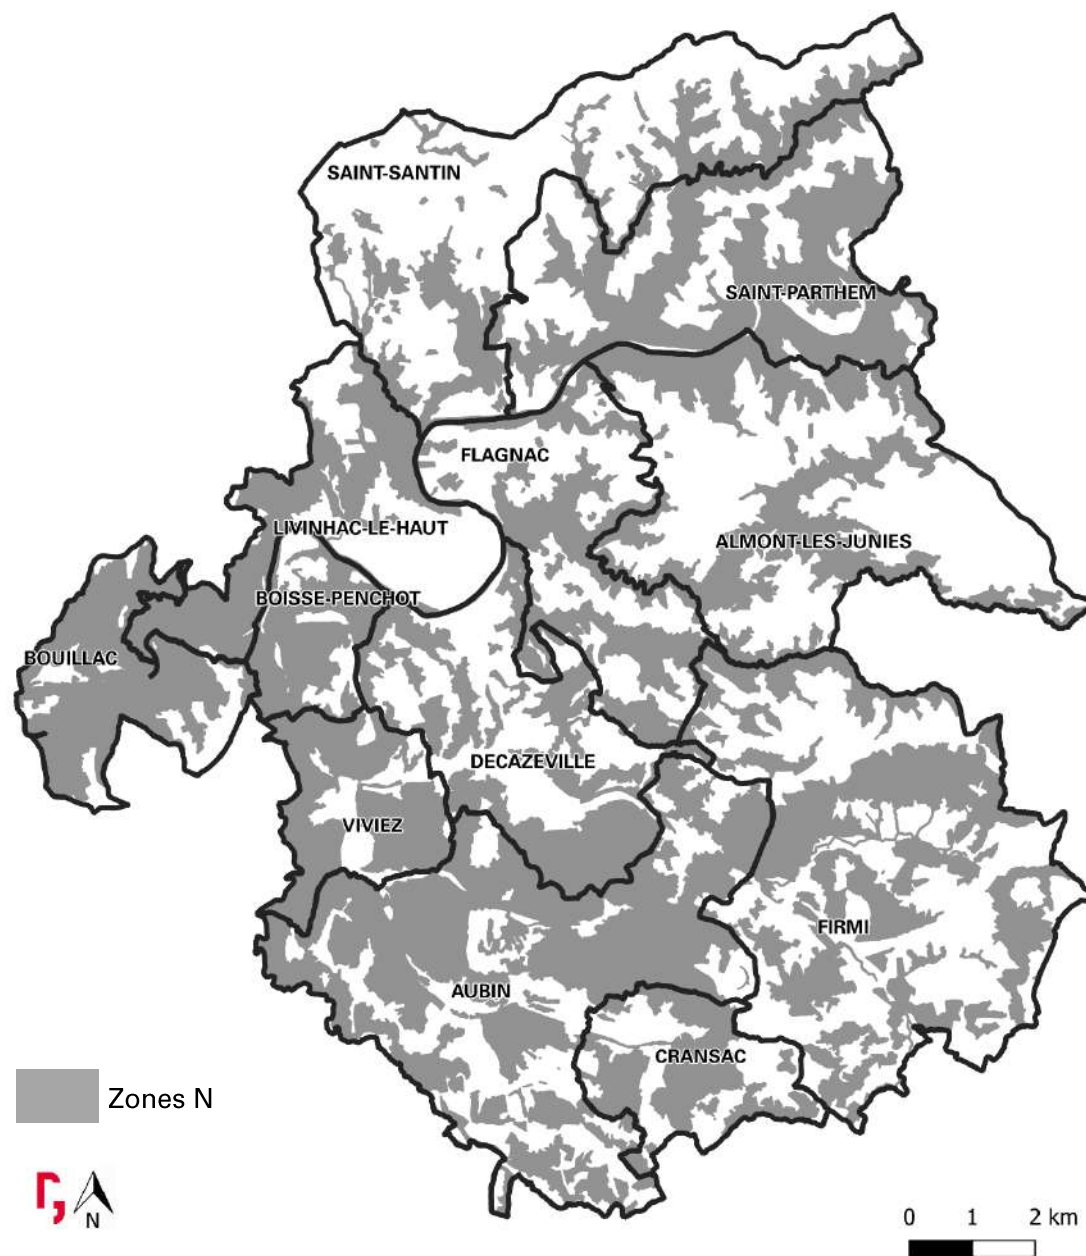 SAINT-SANTIN
SAINT-PARTHEM
FLAGNAC
LIVINHAC-LE-HAUT
ALMONT-LES-JUNIES
BOISSE-PENCHOT
BOUILLAC
DECAZEVILLE
VIVIEZ
FIRMI
AUBIN
CRANSAC
Zones N
N
0 1 2 km